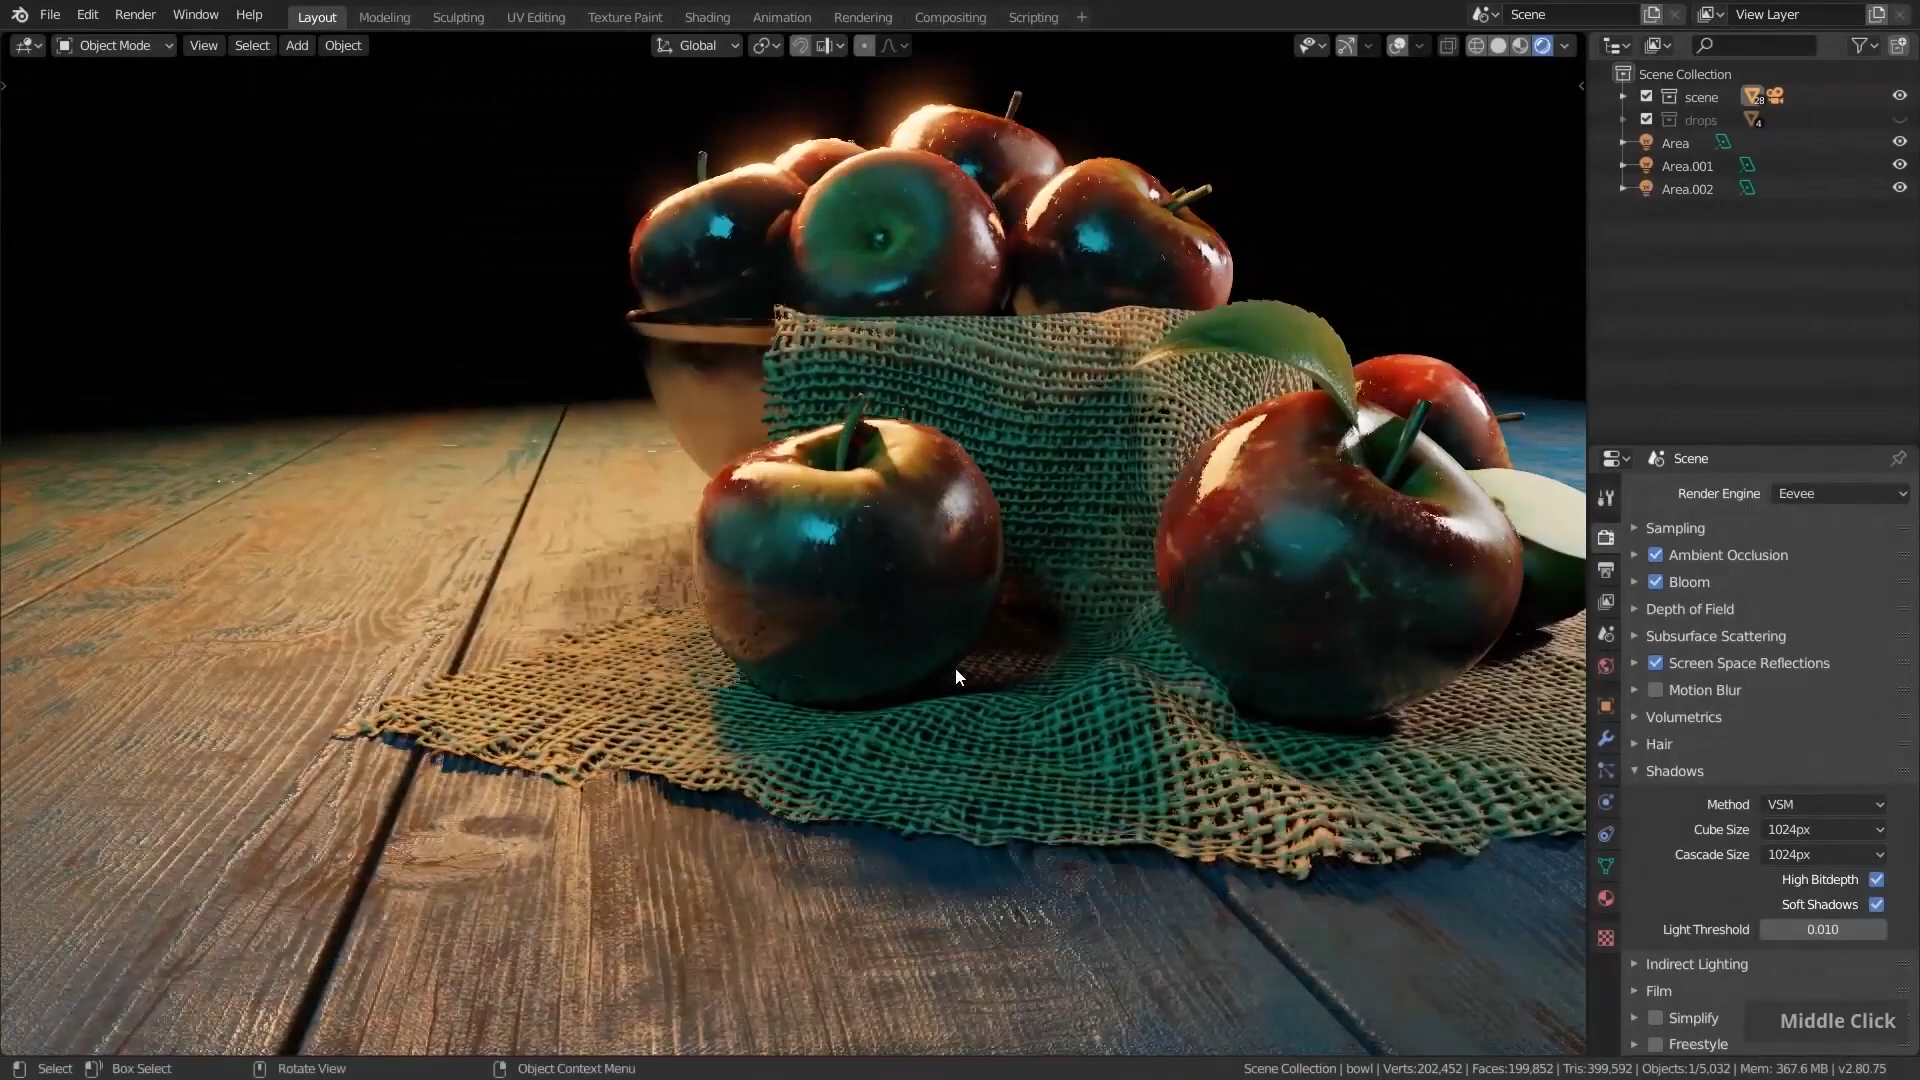 File Edit Render Window Help Layout Modeling Sculpting UV Editing Texture Paint Shading Animation Rendering Compositing Scripting + Scene View Layer
Object Mode View Select Add Object Global
Scene Collection
scene 28
drops 4
Area
Area.001
Area.002
Scene
Render Engine Eevee
Sampling
Ambient Occlusion
Bloom
Depth of Field
Subsurface Scattering
Screen Space Reflections
Motion Blur
Volumetrics
Hair
Shadows
Method VSM
Cube Size 1024px
Cascade Size 1024px
High Bitdepth
Soft Shadows
Light Threshold 0.010
Indirect Lighting
Film
Simplify
Middle Click
Freestyle
Select Box Select Rotate View Object Context Menu Scene Collection | bowl | Verts:202,452 | Faces:199,852 | Tris:399,592 | Objects:1/5,032 | Mem: 367.6 MB | v2.80.75